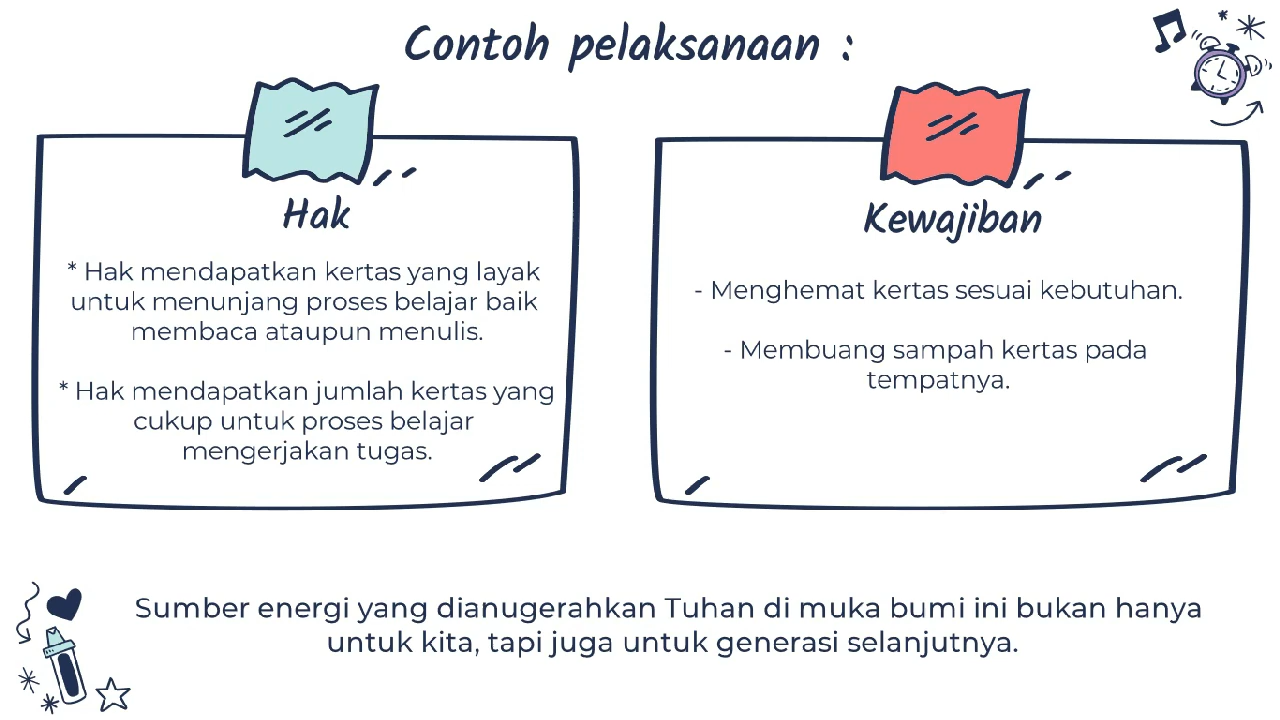 Contoh pelaksanaan :
Hak
* Hak mendapatkan kertas yang layak
untuk menunjang proses belajar baik
membaca ataupun menulis.
* Hak mendapatkan jumlah kertas yang
cukup untuk proses belajar
mengerjakan tugas.
Kewajiban
- Menghemat kertas sesuai kebutuhan.
- Membuang sampah kertas pada
tempatnya.
Sumber energi yang dianugerahkan Tuhan di muka bumi ini bukan hanya
untuk kita, tapi juga untuk generasi selanjutnya.